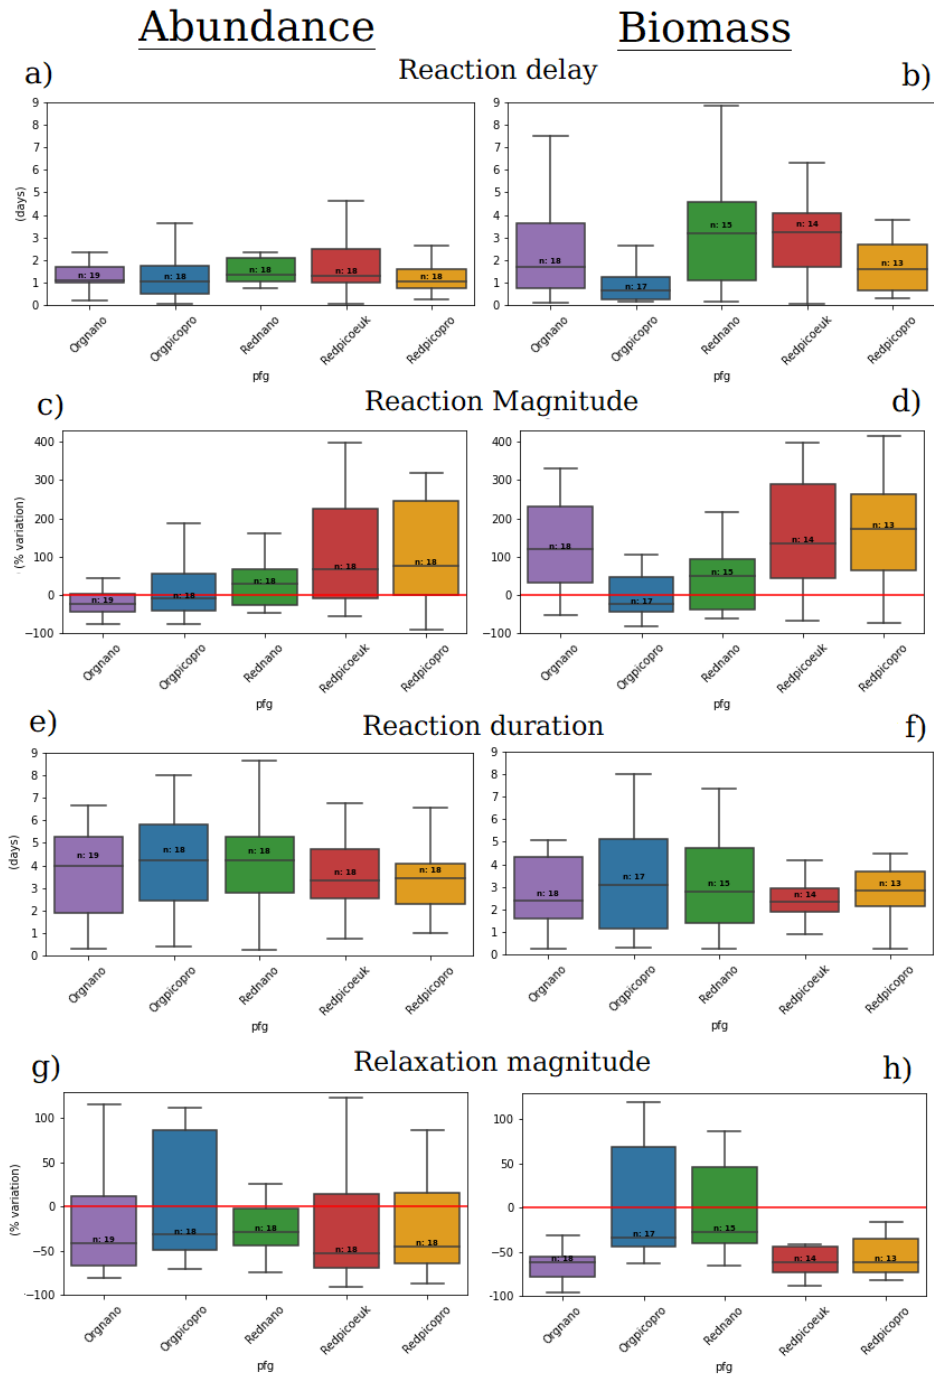 Abundance Biomass
a) Reaction delay b)
9 9
8 8
7 7
6 6
5 5
4 4
3 3
2 2
1 1
0 0
(days)
n: 19 n: 18 n: 18 n: 18 n: 18
n: 18 n: 17 n: 15 n: 14 n: 13
Orgnano Orgpicopro Rednano Redpicoeuk Redpicopro
Orgnano Orgpicopro Rednano Redpicoeuk Redpicopro
pfg pfg
c) Reaction Magnitude d)
400 400
300 300
200 200
100 100
0 0
−100 −100
(% variation)
n: 19 n: 18 n: 18 n: 18 n: 18
n: 18 n: 17 n: 15 n: 14 n: 13
Orgnano Orgpicopro Rednano Redpicoeuk Redpicopro
Orgnano Orgpicopro Rednano Redpicoeuk Redpicopro
pfg pfg
e) Reaction duration f)
9 9
8 8
7 7
6 6
5 5
4 4
3 3
2 2
1 1
0 0
(days)
n: 19 n: 18 n: 18 n: 18 n: 18
n: 18 n: 17 n: 15 n: 14 n: 13
Orgnano Orgpicopro Rednano Redpicoeuk Redpicopro
Orgnano Orgpicopro Rednano Redpicoeuk Redpicopro
pfg pfg
g) Relaxation magnitude h)
100 100
50 50
0 0
−50 −50
−100 -100
(% variation)
n: 19 n: 18 n: 18 n: 18 n: 18
n: 18 n: 17 n: 15 n: 14 n: 13
Orgnano Orgpicopro Rednano Redpicoeuk Redpicopro
Orgnano Orgpicopro Rednano Redpicoeuk Redpicopro
pfg pfg